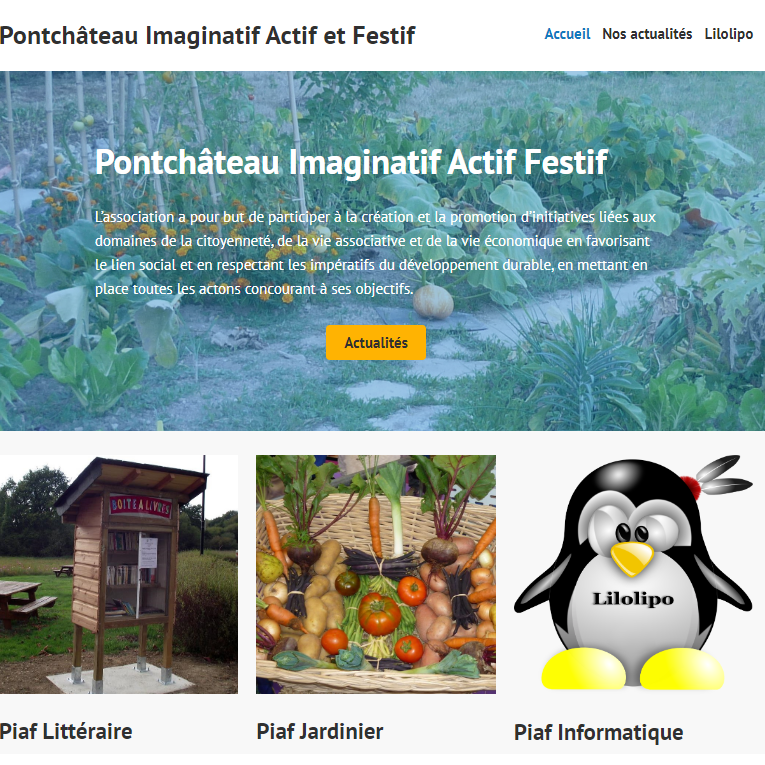 Pontchâteau Imaginatif Actif et Festif
Accueil Nos actualités Lilolipo
Pontchâteau Imaginatif Actif Festif
L'association a pour but de participer à la création et la promotion d'initiatives liées aux
domaines de la citoyenneté, de la vie associative et de la vie économique en favorisant
le lien social et en respectant les impératifs du développement durable, en mettant en
place toutes les actons concourant à ses objectifs.
Actualités
BOITE A LIVRES
Lilolipo
Piaf Littéraire
Piaf Jardinier
Piaf Informatique